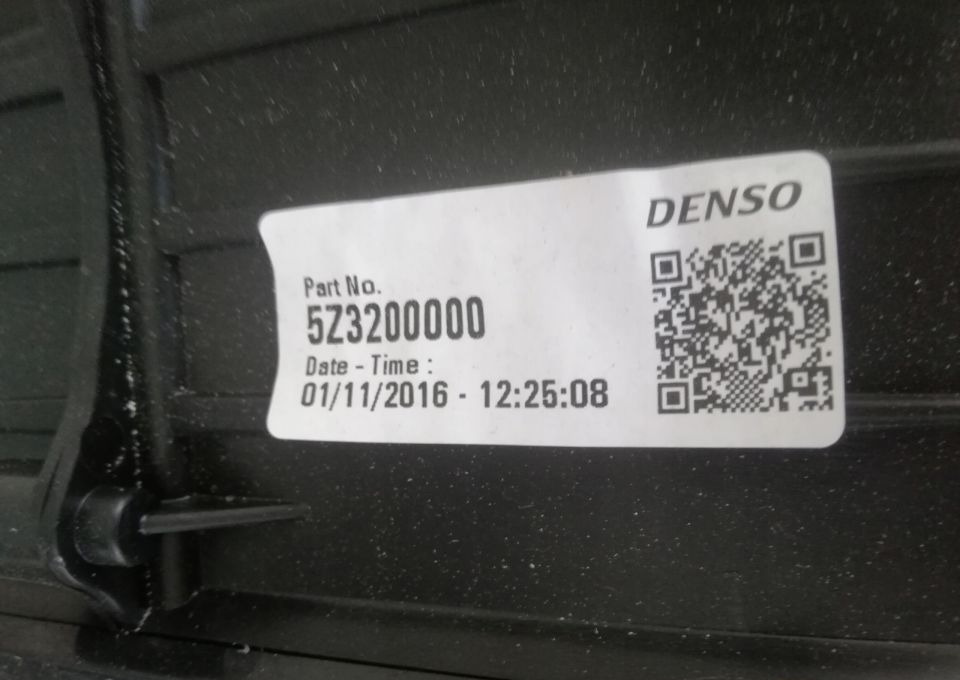 DENSO
Part No.
5Z3200000
Date - Time :
01/11/2016 - 12:25:08